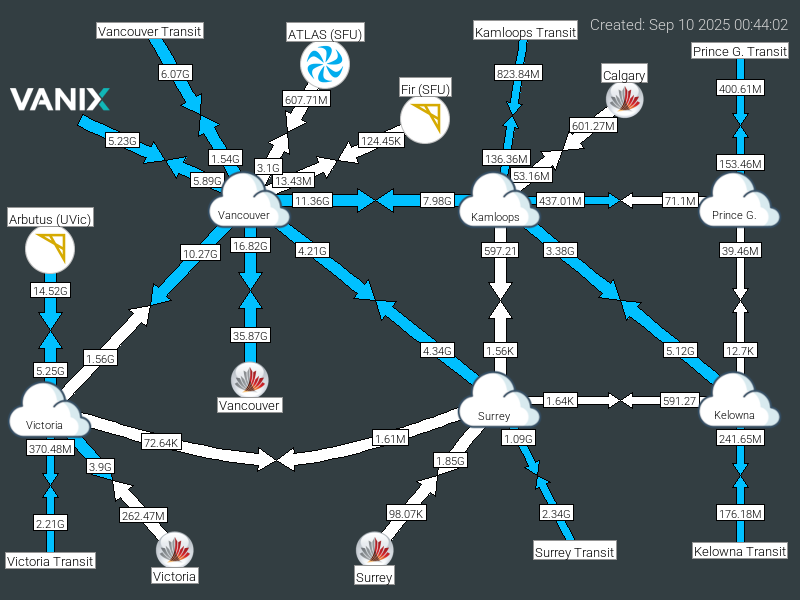 Created: Sep 10 2025 00:44:02
Vancouver Transit
ATLAS (SFU)
Kamloops Transit
Prince G. Transit
6.07G
823.84M
Calgary
Fir (SFU)
400.61M
VANIX
607.71M
601.27M
5.23G
124.45K
1.54G
136.36M
153.46M
3.1G
53.16M
5.89G
13.43M
11.36G
7.98G
437.01M
71.1M
Vancouver
Kamloops
Prince G.
Arbutus (UVic)
10.27G
16.82G
4.21G
597.21
3.38G
39.46M
14.52G
35.87G
1.56G
4.34G
1.56K
5.12G
12.7K
5.25G
Vancouver
1.64K
591.27
Victoria
Surrey
Kelowna
72.64K
1.61M
1.09G
241.65M
370.48M
3.9G
1.85G
2.21G
262.47M
98.07K
2.34G
176.18M
Victoria Transit
Victoria
Surrey
Surrey Transit
Kelowna Transit